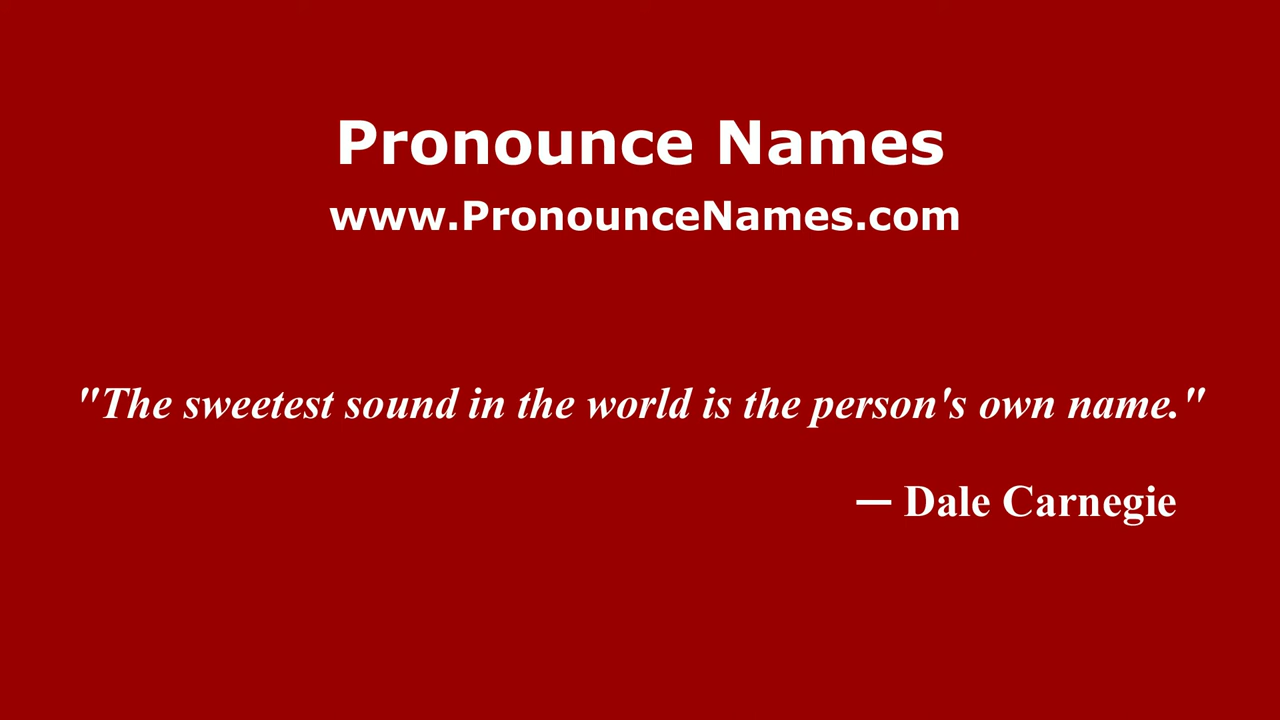 Pronounce Names
www.PronounceNames.com
"The sweetest sound in the world is the person's own name."
— Dale Carnegie